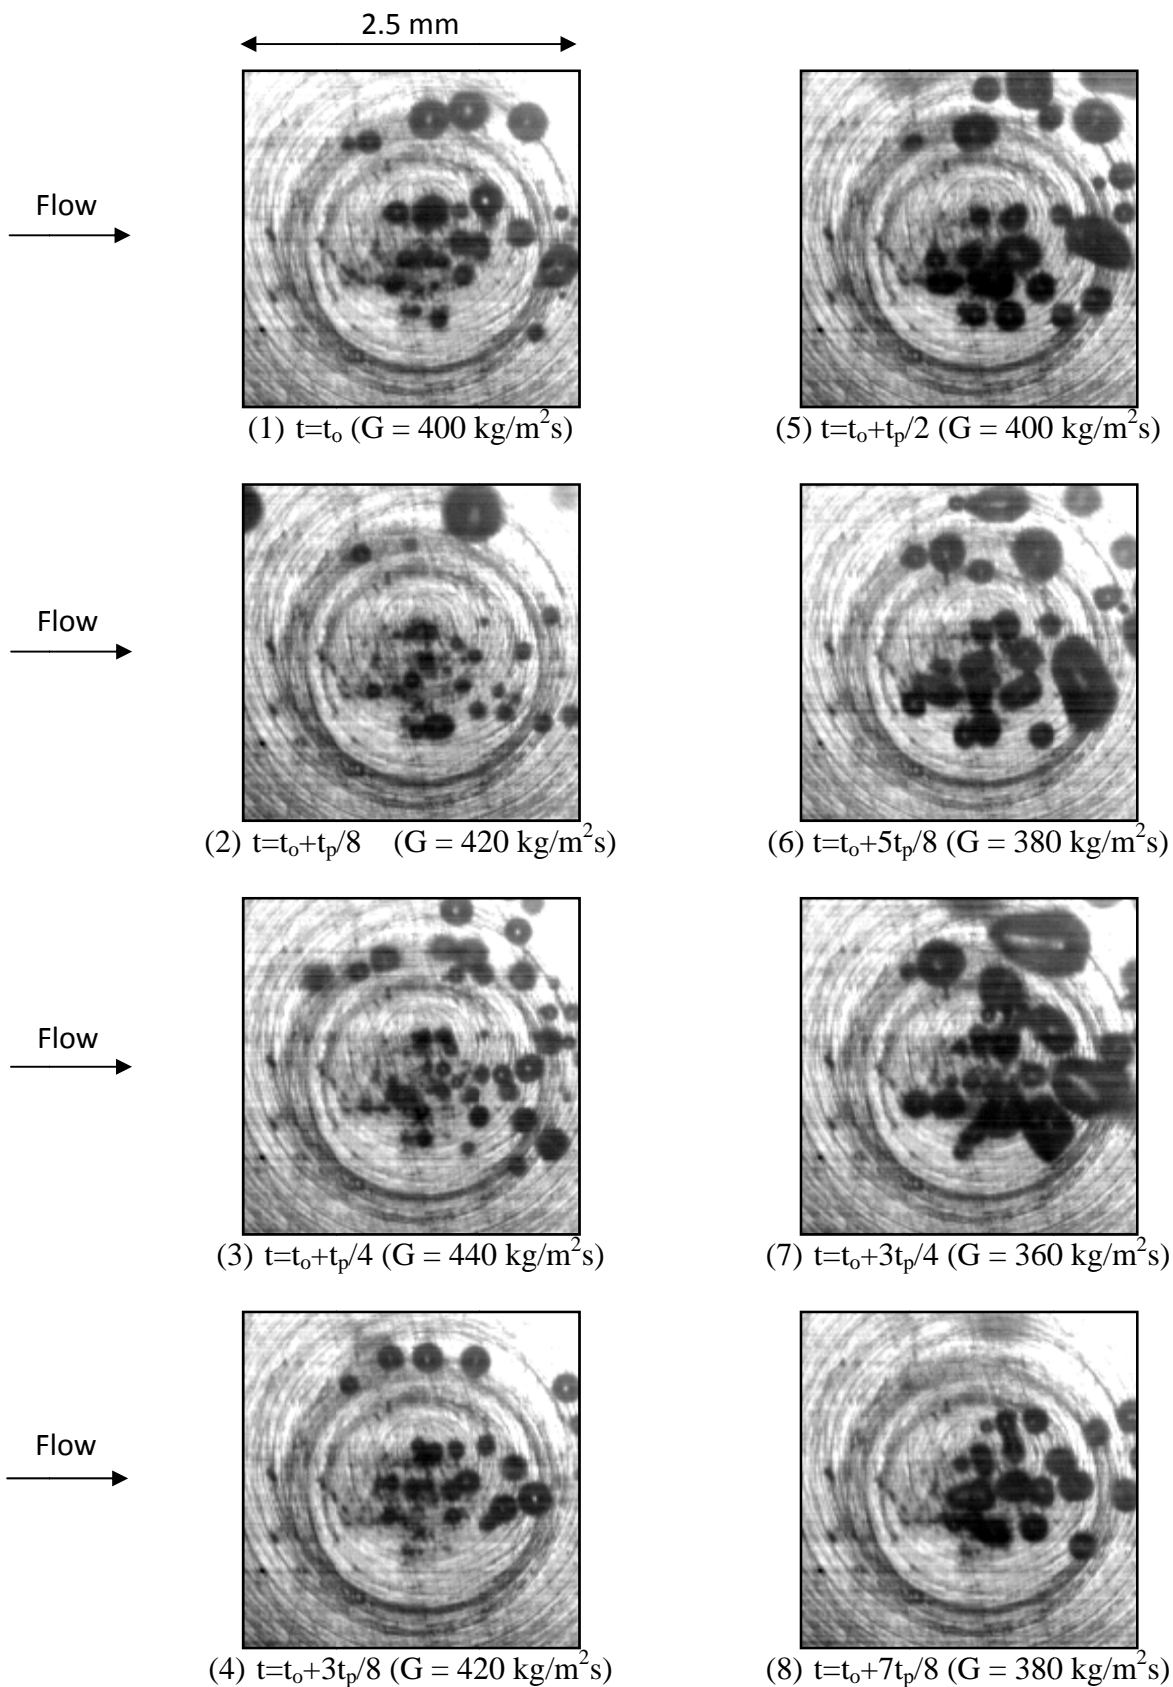 2.5 mm
Flow
(1) t=tₒ (G = 400 kg/m²s)
(5) t=tₒ+tₚ/2 (G = 400 kg/m²s)
Flow
(2) t=tₒ+tₚ/8 (G = 420 kg/m²s)
(6) t=tₒ+5tₚ/8 (G = 380 kg/m²s)
Flow
(3) t=tₒ+tₚ/4 (G = 440 kg/m²s)
(7) t=tₒ+3tₚ/4 (G = 360 kg/m²s)
Flow
(4) t=tₒ+3tₚ/8 (G = 420 kg/m²s)
(8) t=tₒ+7tₚ/8 (G = 380 kg/m²s)